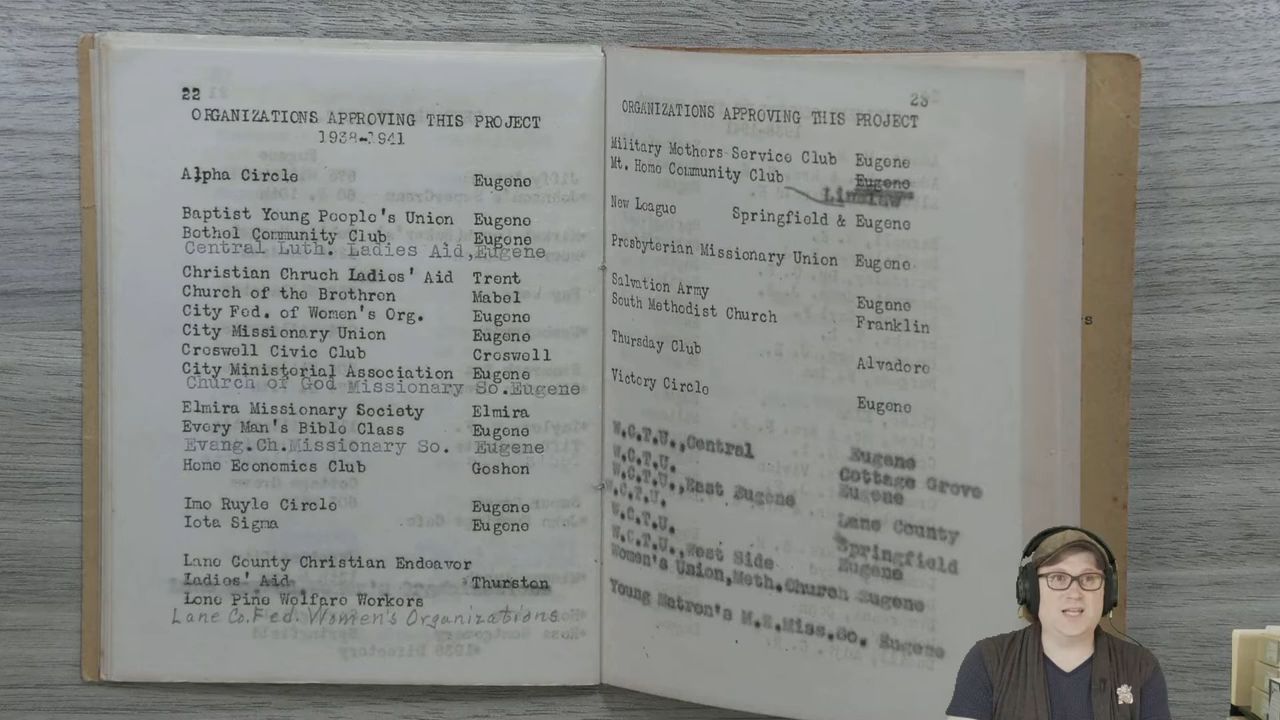 22
ORGANIZATIONS APPROVING THIS PROJECT
1938-1941
Alpha Circle Eugene
Baptist Young People's Union Eugene
Bethel Community Club Eugene
Central Luth. Ladies Aid,Eugene
Christian Chruch Ladies' Aid Trent
Church of the Brethren Mabel
City Fed. of Women's Org. Eugene
City Missionary Union Eugene
Creswell Civic Club Creswell
City Ministorial Association Eugene
Church of God Missionary So.Eugene
Elmira Missionary Society Elmira
Every Man's Bible Class Eugene
Evang.Ch.Missionary So. Eugene
Home Economics Club Goshen
Imo Ruyle Circle Eugene
Iota Sigma Eugene
Lane County Christian Endeavor
Ladies' Aid Thurston
Lone Pine Welfare Workers
Lane Co.Fed. Women's Organizations
23
ORGANIZATIONS APPROVING THIS PROJECT
Military Mothers Service Club Eugene
Mt. Home Community Club Eugene
Linslaw
New League Springfield & Eugene
Presbyterian Missionary Union Eugene
Salvation Army Eugene
South Methodist Church Franklin
Thursday Club Alvadore
Victory Circle Eugene
W.C.T.U.,Central Eugene
W.C.T.U. Cottage Grove
W.C.T.U.,East Eugene Eugene
W.C.T.U. Lane County
W.C.T.U. Springfield
W.C.T.U.,West Side Eugene
Women's Union,Meth.Church Eugene
Young Matron's M.E.Miss.So. Eugene